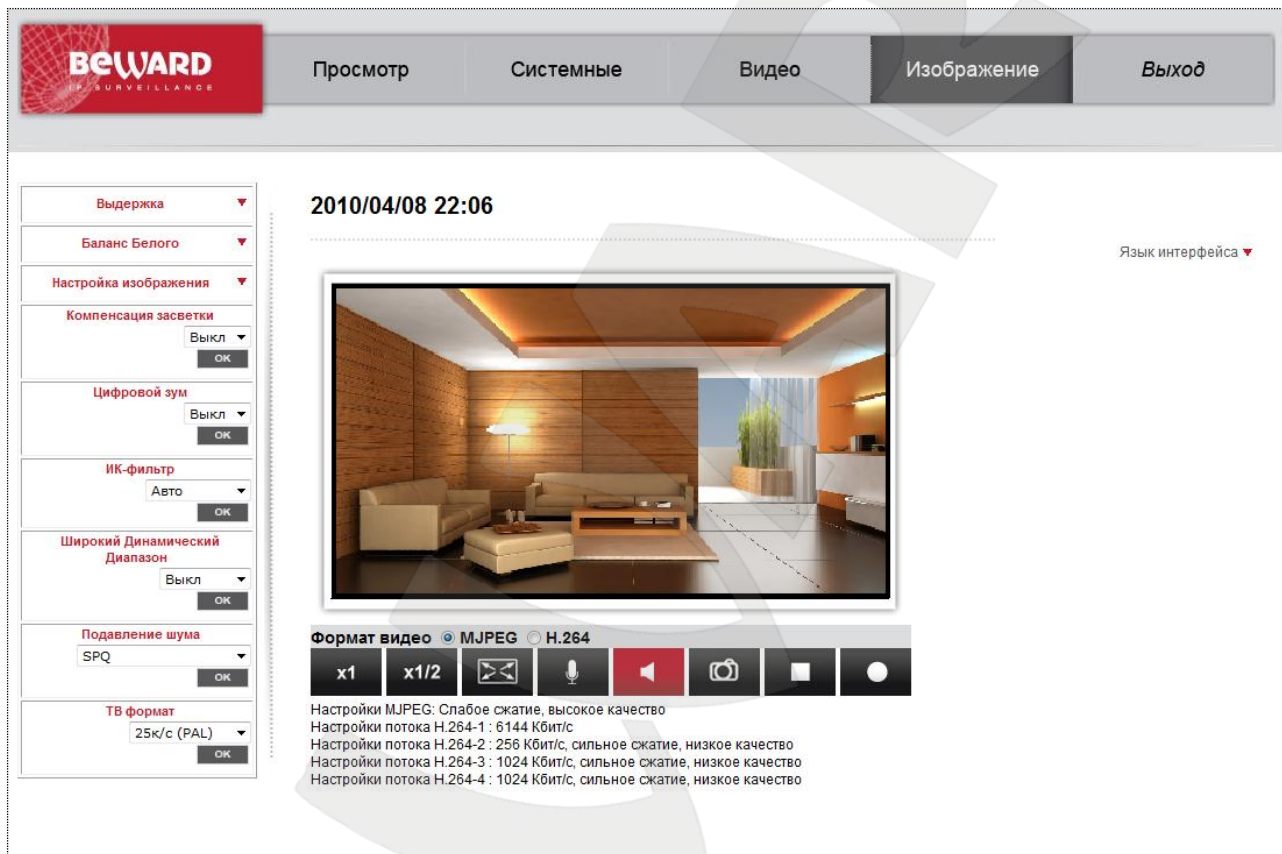 BEWARD
IP SURVEILLANCE
Просмотр
Системные
Видео
Изображение
Выход
2010/04/08 22:06
Язык интерфейса
Выдержка
Баланс Белого
Настройка изображения
Компенсация засветки
Выкл
OK
Цифровой зум
Выкл
OK
ИК-фильтр
Авто
OK
Широкий Динамический
Диапазон
Выкл
OK
Подавление шума
SPQ
OK
ТВ формат
25к/с (PAL)
OK
Формат видео MJPEG H.264
x1 x1/2
Настройки MJPEG: Слабое сжатие, высокое качество
Настройки потока H.264-1 : 6144 Кбит/с
Настройки потока H.264-2 : 256 Кбит/с, сильное сжатие, низкое качество
Настройки потока H.264-3 : 1024 Кбит/с, сильное сжатие, низкое качество
Настройки потока H.264-4 : 1024 Кбит/с, сильное сжатие, низкое качество